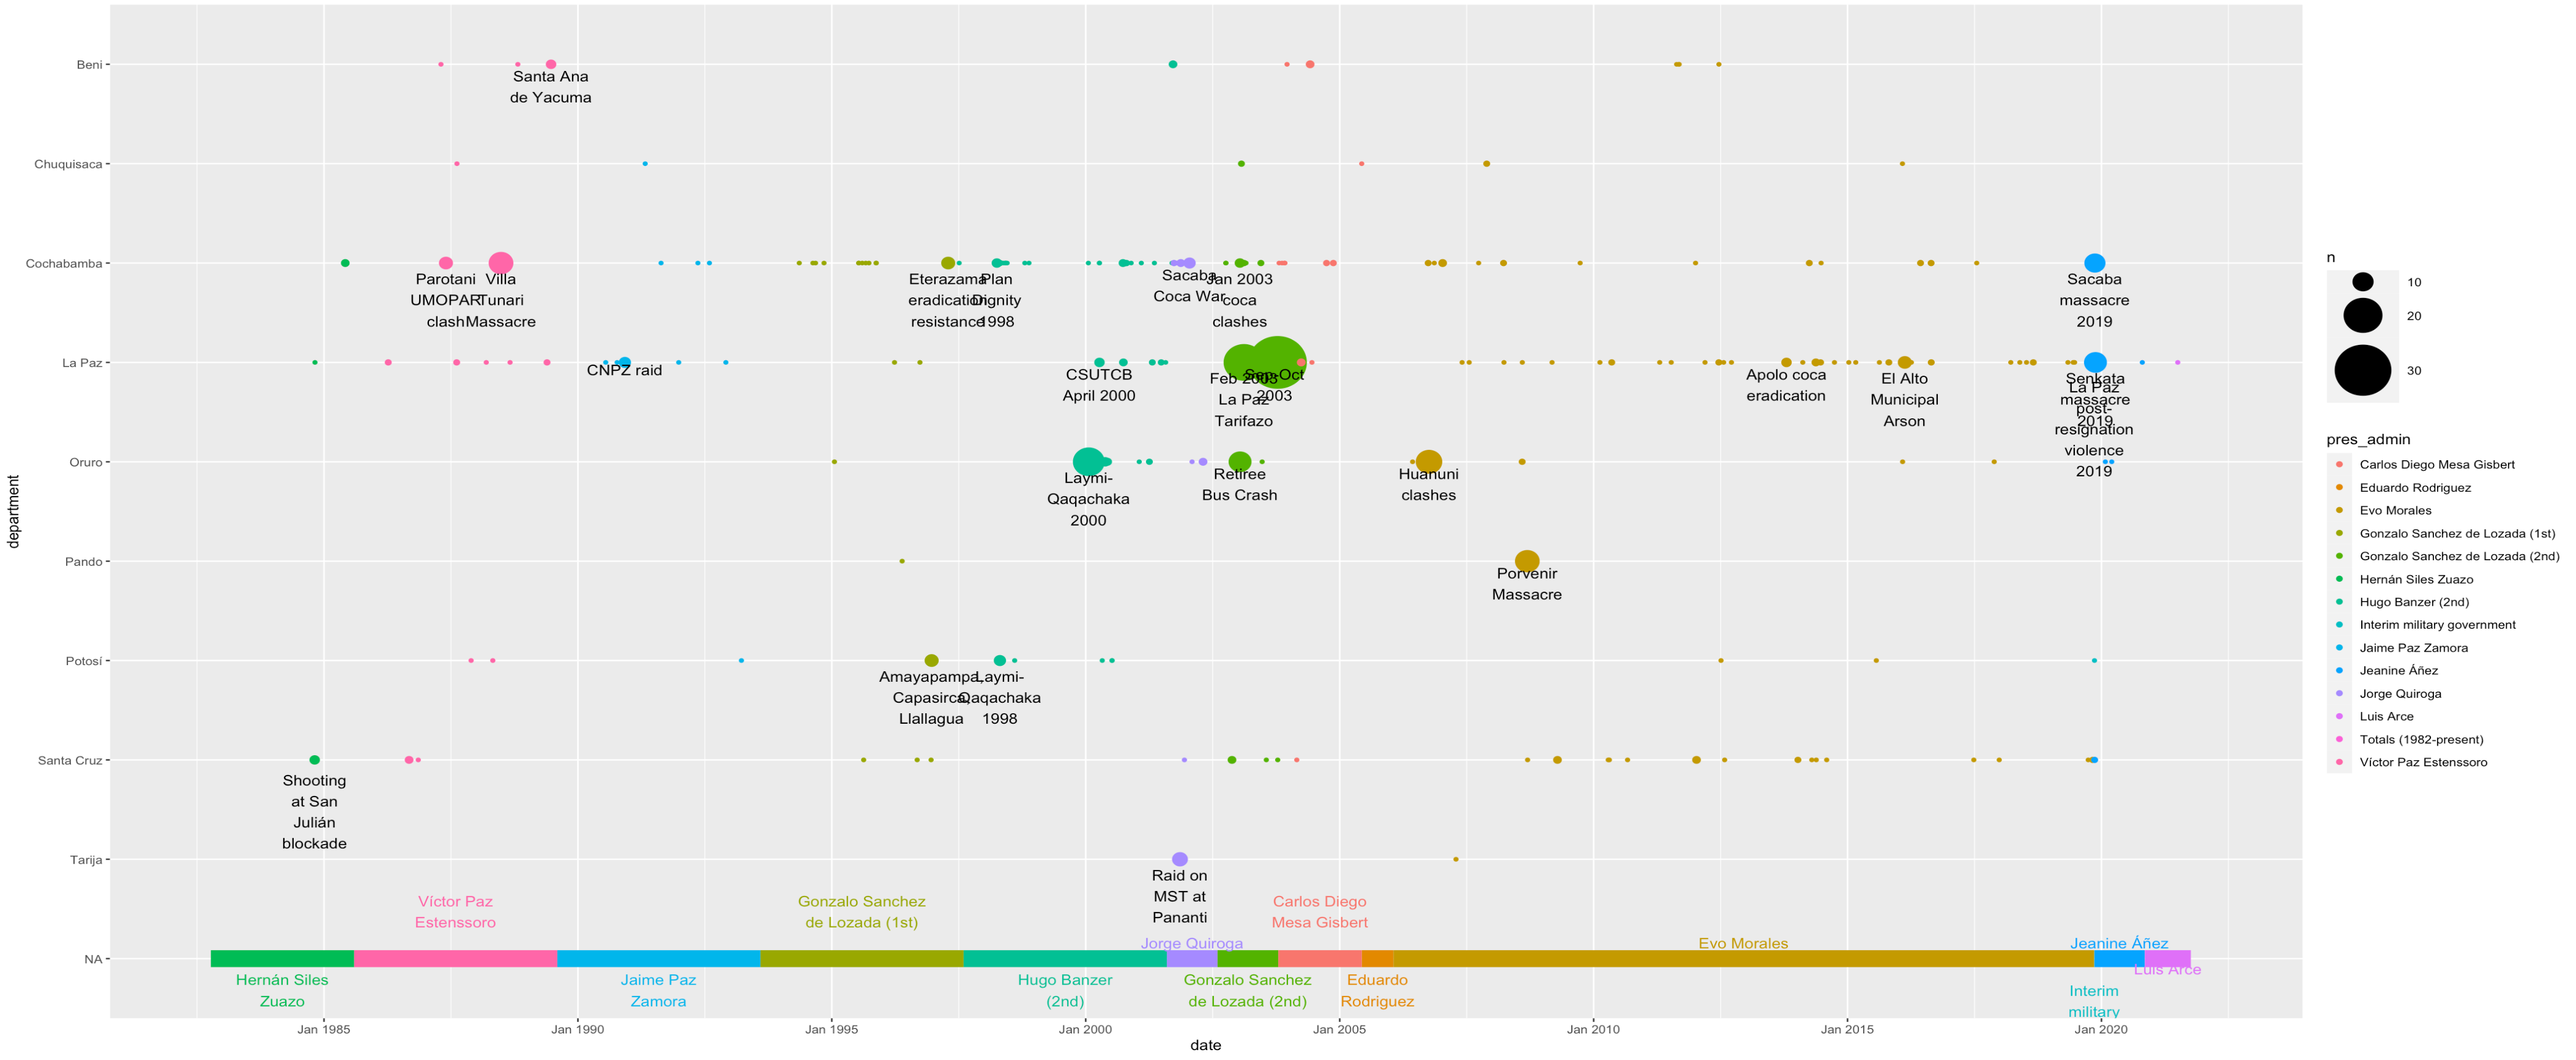 Beni
Santa Ana
de Yacuma
Chuquisaca
Cochabamba
Parotani
UMOPAR
clash
Villa
Tunari
Massacre
Eterazama
eradication
resistance
Plan
Dignity
1998
Sacaba
Coca War
Jan 2003
coca
clashes
Sacaba
massacre
2019
La Paz
CNPZ raid
CSUTCB
April 2000
Feb 2003
La Paz
Tarifazo
Sep-Oct
2003
Apolo coca
eradication
El Alto
Municipal
Arson
Senkata
massacre
2019
La Paz
post-
resignation
violence
2019
Oruro
Laymi-
Qaqachaka
2000
Retiree
Bus Crash
Huanuni
clashes
Pando
Porvenir
Massacre
Potosí
Amayapampa,
Capasirca,
Llallagua
Laymi-
Qaqachaka
1998
Santa Cruz
Shooting
at San
Julián
blockade
Tarija
Raid on
MST at
Pananti
NA
Hernán Siles
Zuazo
Víctor Paz
Estenssoro
Jaime Paz
Zamora
Gonzalo Sanchez
de Lozada (1st)
Hugo Banzer
(2nd)
Jorge Quiroga
Gonzalo Sanchez
de Lozada (2nd)
Carlos Diego
Mesa Gisbert
Eduardo
Rodriguez
Evo Morales
Jeanine Áñez
Luis Arce
Interim
military
Jan 1985
Jan 1990
Jan 1995
Jan 2000
Jan 2005
Jan 2010
Jan 2015
Jan 2020
date
department
n
10
20
30
pres_admin
Carlos Diego Mesa Gisbert
Eduardo Rodriguez
Evo Morales
Gonzalo Sanchez de Lozada (1st)
Gonzalo Sanchez de Lozada (2nd)
Hernán Siles Zuazo
Hugo Banzer (2nd)
Interim military government
Jaime Paz Zamora
Jeanine Áñez
Jorge Quiroga
Luis Arce
Totals (1982-present)
Víctor Paz Estenssoro